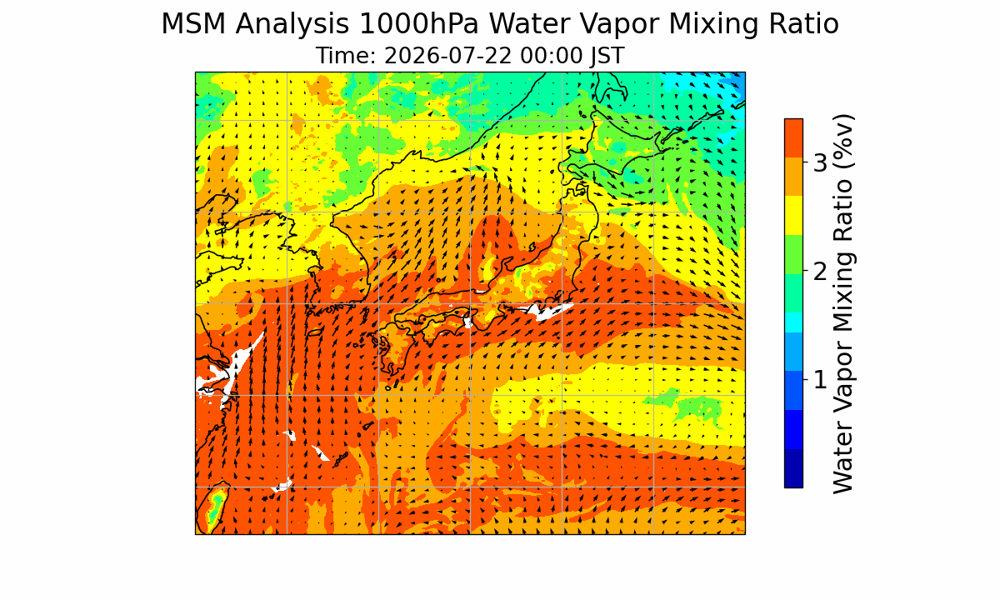 MSM Analysis 1000hPa Water Vapor Mixing Ratio
Time: 2026-07-22 00:00 JST
3
2
1
Water Vapor Mixing Ratio (%v)